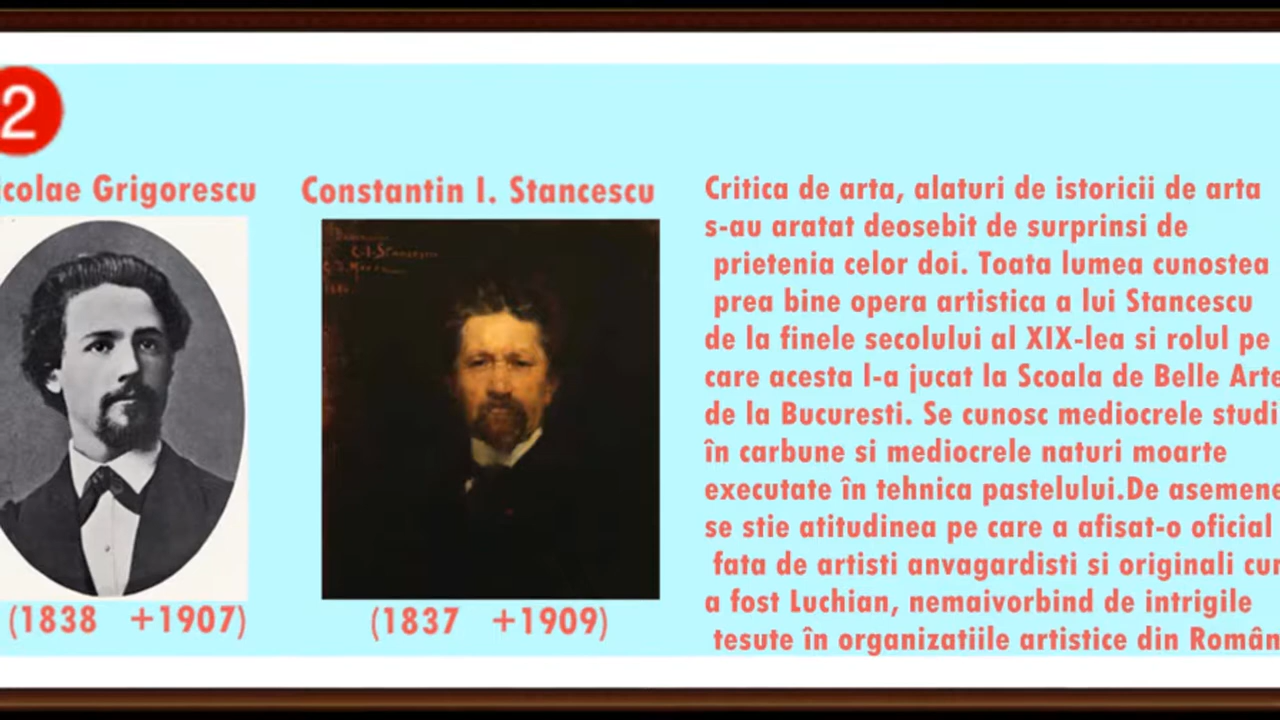 2
icolae Grigorescu
Constantin I. Stancescu
(1838 +1907)
(1837 +1909)
Critica de arta, alaturi de istoricii de arta
s-au aratat deosebit de surprinsi de
prietenia celor doi. Toata lumea cunostea
prea bine opera artistica a lui Stancescu
de la finele secolului al XIX-lea si rolul pe
care acesta l-a jucat la Scoala de Belle Arte
de la Bucuresti. Se cunosc mediocrele studi
în carbune si mediocrele naturi moarte
executate în tehnica pastelului.De asemene
se stie atitudinea pe care a afisat-o oficial
fata de artisti anvagardisti si originali cu
a fost Luchian, nemaivorbind de intrigile
tesute în organizatiile artistice din Român